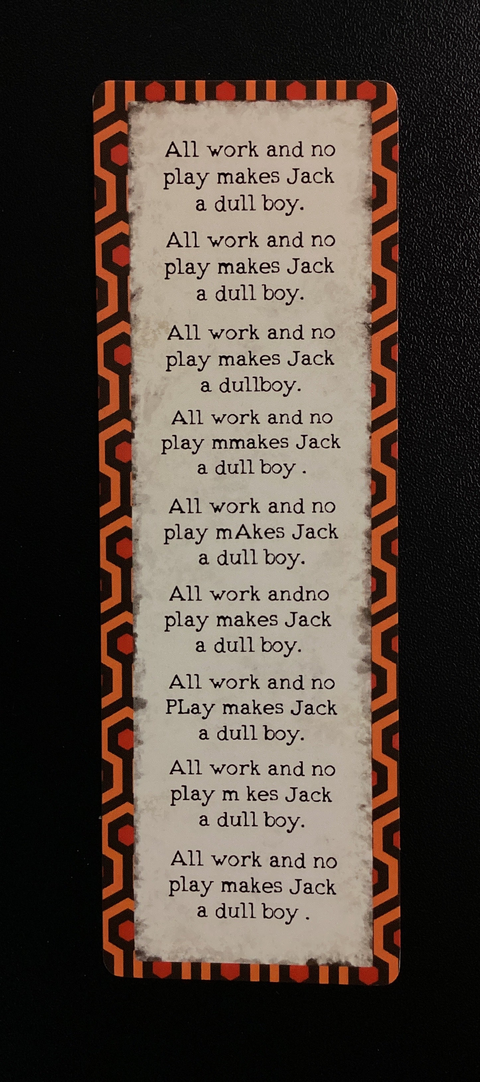 All work and no
play makes Jack
a dull boy.
All work and no
play makes Jack
a dull boy.
All work and no
play makes Jack
a dullboy.
All work and no
play mmakes Jack
a dull boy .
All work and no
play mAkes Jack
a dull boy.
All work andno
play makes Jack
a dull boy.
All work and no
PLay makes Jack
a dull boy.
All work and no
play m kes Jack
a dull boy.
All work and no
play makes Jack
a dull boy .